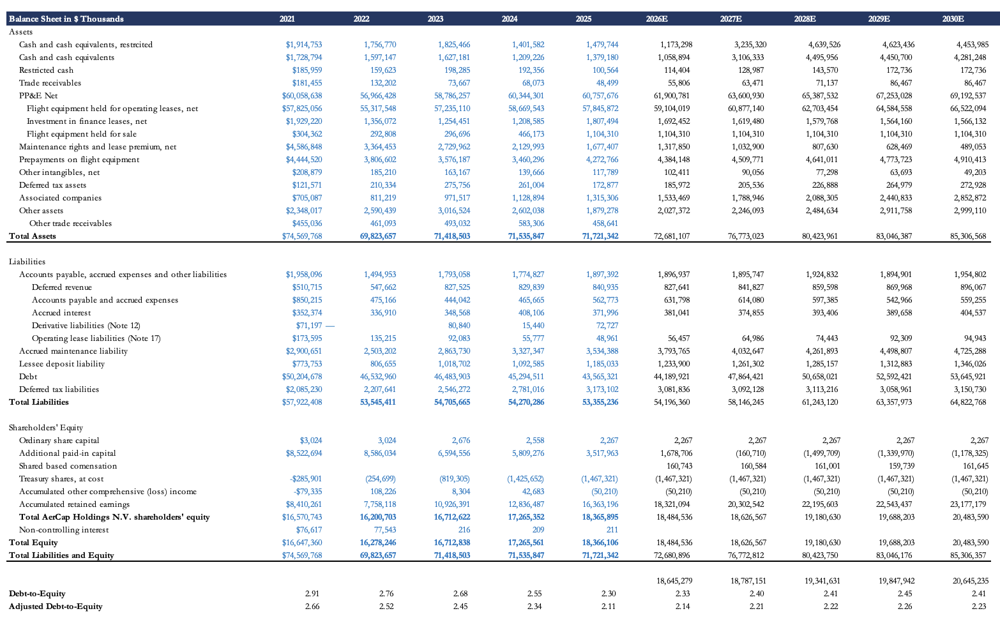 Balance Sheet in $ Thousands 2021 2022 2023 2024 2025 2026E 2027E 2028E 2029E 2030E
Assets
Cash and cash equivalents, restrcited $1,914,753 1,756,770 1,825,466 1,401,582 1,479,744 1,173,298 3,235,320 4,639,526 4,623,436 4,453,985
Cash and cash equivalents $1,728,794 1,597,147 1,627,181 1,209,226 1,379,180 1,058,894 3,106,333 4,495,956 4,450,700 4,281,248
Restricted cash $185,959 159,623 198,285 192,356 100,564 114,404 128,987 143,570 172,736 172,736
Trade receivables $181,455 132,202 73,667 68,073 48,499 55,806 63,471 71,137 86,467 86,467
PP&E Net $60,058,638 56,966,428 58,786,257 60,344,301 60,757,676 61,900,781 63,600,930 65,387,532 67,253,028 69,192,537
Flight equipment held for operating leases, net $57,825,056 55,317,548 57,235,110 58,669,543 57,845,872 59,104,019 60,877,140 62,703,454 64,584,558 66,522,094
Investment in finance leases, net $1,929,220 1,356,072 1,254,451 1,208,585 1,807,494 1,692,452 1,619,480 1,579,768 1,564,160 1,566,132
Flight equipment held for sale $304,362 292,808 296,696 466,173 1,104,310 1,104,310 1,104,310 1,104,310 1,104,310 1,104,310
Maintenance rights and lease premium, net $4,586,848 3,364,453 2,729,962 2,129,993 1,677,407 1,317,850 1,032,900 807,630 628,469 489,053
Prepayments on flight equipment $4,444,520 3,806,602 3,576,187 3,460,296 4,272,766 4,384,148 4,509,771 4,641,011 4,773,723 4,910,413
Other intangibles, net $208,879 185,210 163,167 139,666 117,789 102,411 90,056 77,298 63,693 49,203
Deferred tax assets $121,571 210,334 275,756 261,004 172,877 185,972 205,536 226,888 264,979 272,928
Associated companies $705,087 811,219 971,517 1,128,894 1,315,306 1,533,469 1,788,946 2,088,305 2,440,833 2,852,872
Other assets $2,348,017 2,590,439 3,016,524 2,602,038 1,879,278 2,027,372 2,246,093 2,484,634 2,911,758 2,999,110
Other trade receivables $455,036 461,093 493,032 583,306 458,641
Total Assets $74,569,768 69,823,657 71,418,503 71,535,847 71,721,342 72,681,107 76,773,023 80,423,961 83,046,387 85,306,568
Liabilities
Accounts payable, accrued expenses and other liabilities $1,958,096 1,494,953 1,793,058 1,774,827 1,897,392 1,896,937 1,895,747 1,924,832 1,894,901 1,954,802
Deferred revenue $510,715 547,662 827,525 829,839 840,935 827,641 841,827 859,598 869,968 896,067
Accounts payable and accrued expenses $850,215 475,166 444,042 465,665 562,773 631,798 614,080 597,385 542,966 559,255
Accrued interest $352,374 336,910 348,568 408,106 371,996 381,041 374,855 393,406 389,658 404,537
Derivative liabilities (Note 12) $71,197 — 80,840 15,440 72,727
Operating lease liabilities (Note 17) $173,595 135,215 92,083 55,777 48,961 56,457 64,986 74,443 92,309 94,943
Accrued maintenance liability $2,900,651 2,503,202 2,863,730 3,327,347 3,534,388 3,793,765 4,032,647 4,261,893 4,498,807 4,725,288
Lessee deposit liability $773,753 806,655 1,018,702 1,092,585 1,185,033 1,233,900 1,261,302 1,285,157 1,312,883 1,346,026
Debt $50,204,678 46,532,960 46,483,903 45,294,511 43,565,321 44,189,921 47,864,421 50,658,021 52,592,421 53,645,921
Deferred tax liabilities $2,085,230 2,207,641 2,546,272 2,781,016 3,173,102 3,081,836 3,092,128 3,113,216 3,058,961 3,150,730
Total Liabilities $57,922,408 53,545,411 54,705,665 54,270,286 53,355,236 54,196,360 58,146,245 61,243,120 63,357,973 64,822,768
Shareholders' Equity
Ordinary share capital $3,024 3,024 2,676 2,558 2,267 2,267 2,267 2,267 2,267 2,267
Additional paid-in capital $8,522,694 8,586,034 6,594,556 5,809,276 3,517,963 1,678,706 (160,710) (1,499,709) (1,339,970) (1,178,325)
Shared based comensation 160,743 160,584 161,001 159,739 161,645
Treasury shares, at cost -$285,901 (254,699) (819,305) (1,425,652) (1,467,321) (1,467,321) (1,467,321) (1,467,321) (1,467,321) (1,467,321)
Accumulated other comprehensive (loss) income -$79,335 108,226 8,304 42,683 (50,210) (50,210) (50,210) (50,210) (50,210) (50,210)
Accumulated retained earnings $8,410,261 7,758,118 10,926,391 12,836,487 16,363,196 18,321,094 20,302,542 22,195,603 22,543,437 23,177,179
Total AerCap Holdings N.V. shareholders' equity $16,570,743 16,200,703 16,712,622 17,265,352 18,365,895 18,484,536 18,626,567 19,180,630 19,688,203 20,483,590
Non-controlling interest $76,617 77,543 216 209 211
Total Equity $16,647,360 16,278,246 16,712,838 17,265,561 18,366,106 18,484,536 18,626,567 19,180,630 19,688,203 20,483,590
Total Liabilities and Equity $74,569,768 69,823,657 71,418,503 71,535,847 71,721,342 72,680,896 76,772,812 80,423,750 83,046,176 85,306,357
18,645,279 18,787,151 19,341,631 19,847,942 20,645,235
Debt-to-Equity 2.91 2.76 2.68 2.55 2.30 2.33 2.40 2.41 2.45 2.41
Adjusted Debt-to-Equity 2.66 2.52 2.45 2.34 2.11 2.14 2.21 2.22 2.26 2.23